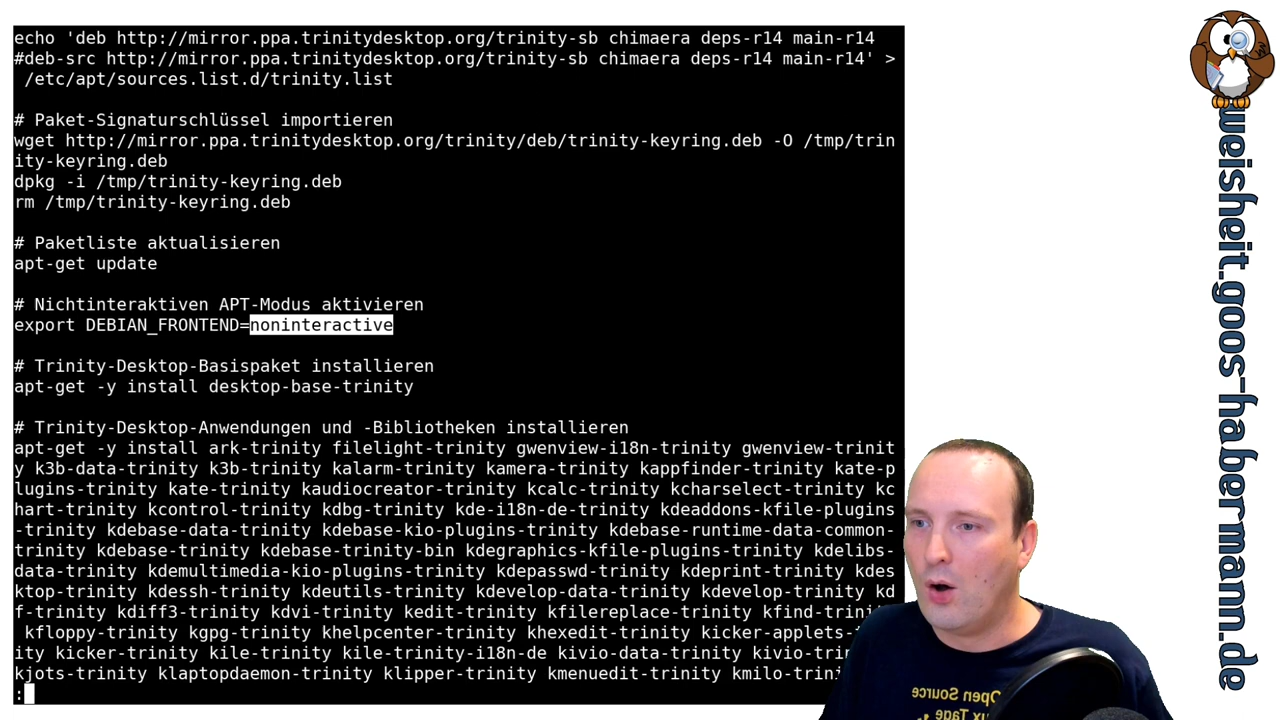 echo 'deb http://mirror.ppa.trinitydesktop.org/trinity-sb chimaera deps-r14 main-r14
#deb-src http://mirror.ppa.trinitydesktop.org/trinity-sb chimaera deps-r14 main-r14' >
/etc/apt/sources.list.d/trinity.list
# Paket-Signaturschlüssel importieren
wget http://mirror.ppa.trinitydesktop.org/trinity/deb/trinity-keyring.deb -O /tmp/trin
ity-keyring.deb
dpkg -i /tmp/trinity-keyring.deb
rm /tmp/trinity-keyring.deb
# Paketliste aktualisieren
apt-get update
# Nichtinteraktiven APT-Modus aktivieren
export DEBIAN_FRONTEND=noninteractive
# Trinity-Desktop-Basispaket installieren
apt-get -y install desktop-base-trinity
# Trinity-Desktop-Anwendungen und -Bibliotheken installieren
apt-get -y install ark-trinity filelight-trinity gwenview-i18n-trinity gwenview-trinit
y k3b-data-trinity k3b-trinity kalarm-trinity kamera-trinity kappfinder-trinity kate-p
lugins-trinity kate-trinity kaudiocreator-trinity kcalc-trinity kcharselect-trinity kc
hart-trinity kcontrol-trinity kdbg-trinity kde-i18n-de-trinity kdeaddons-kfile-plugins
-trinity kdebase-data-trinity kdebase-kio-plugins-trinity kdebase-runtime-data-common-
trinity kdebase-trinity kdebase-trinity-bin kdegraphics-kfile-plugins-trinity kdelibs-
data-trinity kdemultimedia-kio-plugins-trinity kdepasswd-trinity kdeprint-trinity kdes
ktop-trinity kdessh-trinity kdeutils-trinity kdevelop-data-trinity kdevelop-trinity kd
f-trinity kdiff3-trinity kdvi-trinity kedit-trinity kfilereplace-trinity kfind-trini
kfloppy-trinity kgpg-trinity khelpcenter-trinity khexedit-trinity kicker-applets-
ity kicker-trinity kile-trinity kile-trinity-i18n-de kivio-data-trinity kivio-tri
kjots-trinity klaptopdaemon-trinity klipper-trinity kmenuedit-trinity kmilo-trini
:
weisheit.goos-habermann.de
Open Source
ux Tage